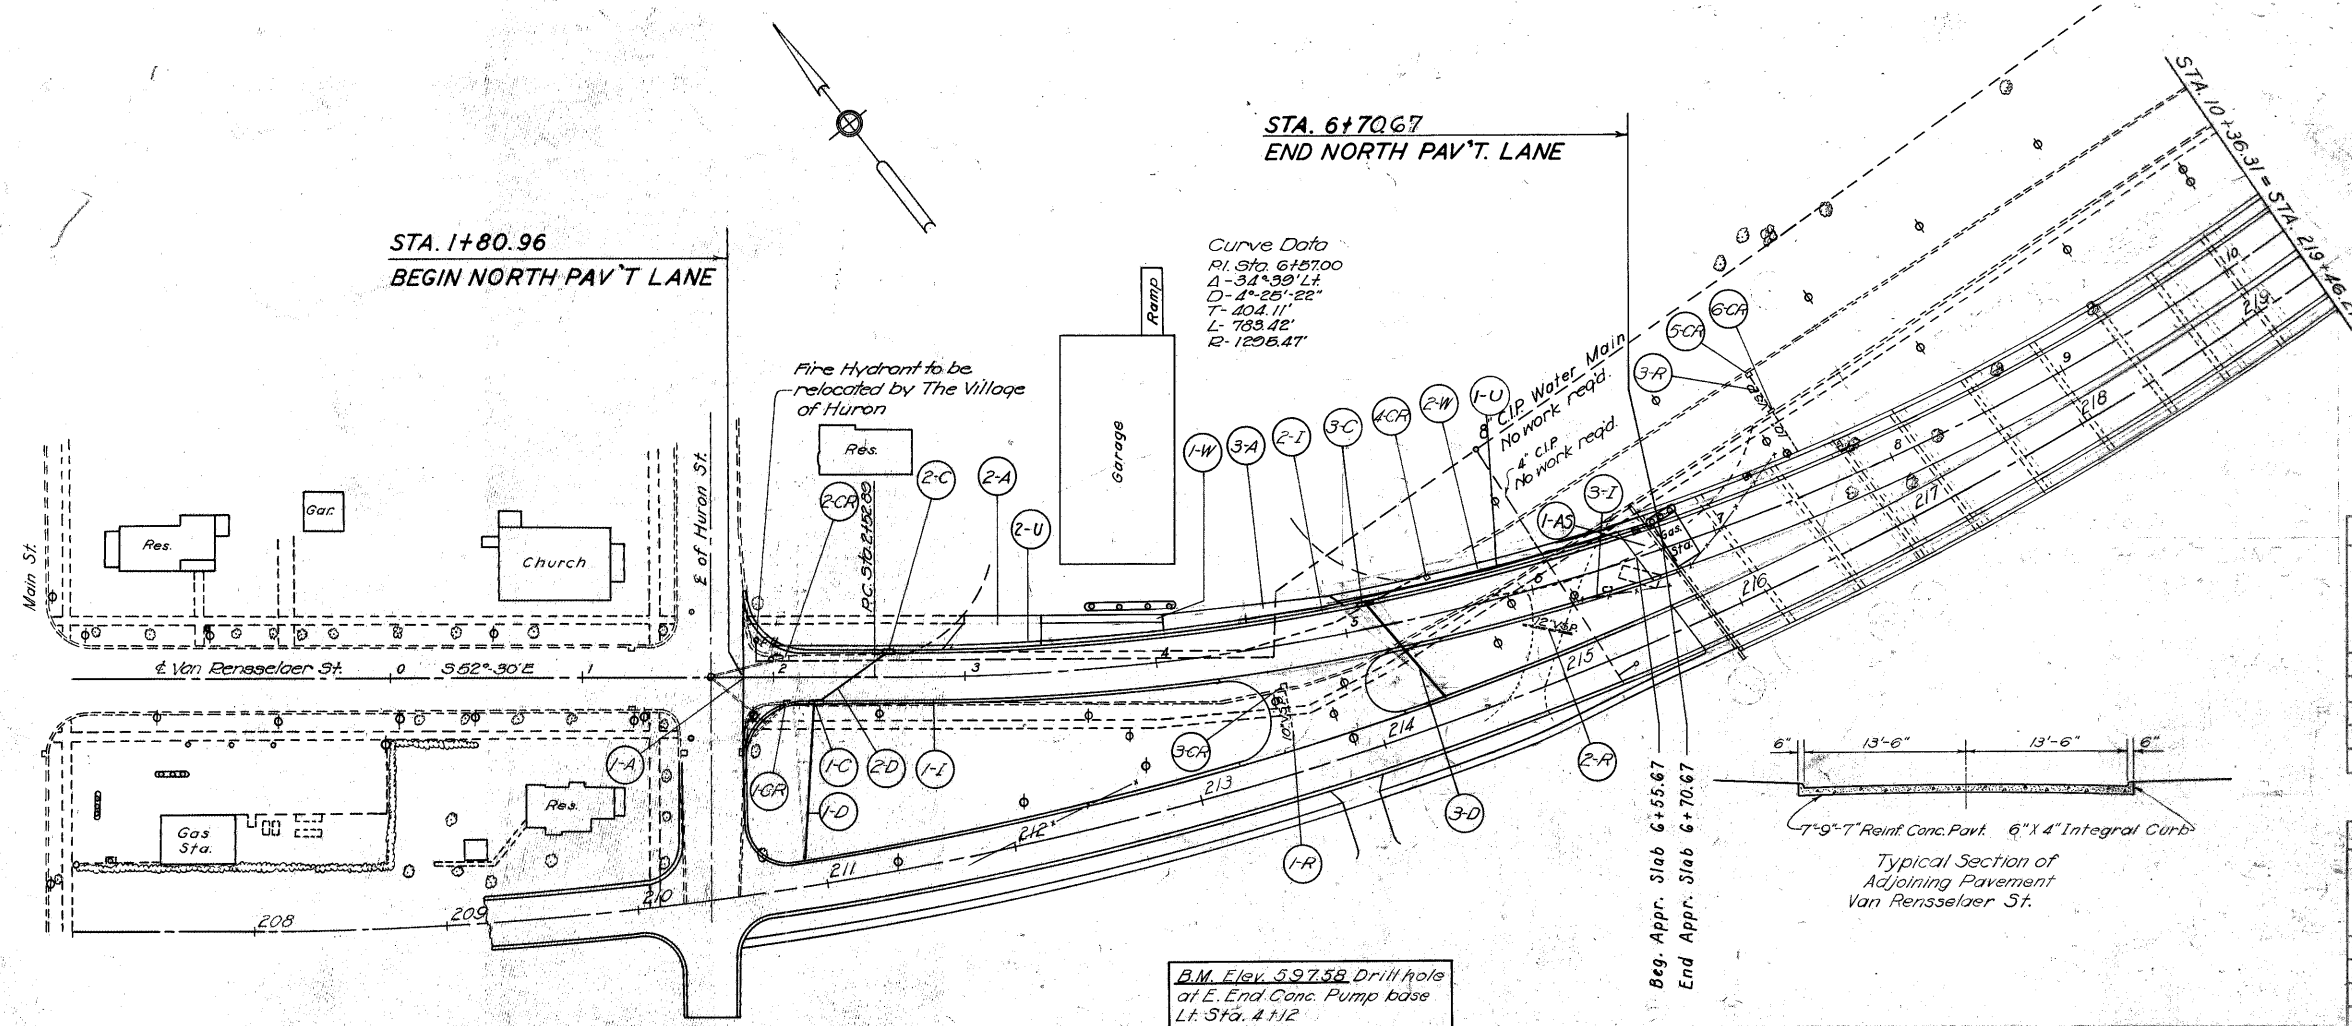 STA. 1+80.96
BEGIN NORTH PAV'T LANE
STA. 6+70.67
END NORTH PAV'T. LANE
STA. 10+36.31 = STA. 219+46.2
Curve Data
P.I. Sta. 6+57.00
Δ-34°-39' Lt.
D-4°-25'-22"
T-404.11'
L-783.42'
R-1295.47'
Fire Hydrant to be
relocated by The Village
of Huron
Res.
Ramp
Garage
P.C. Sta. 2+52.89
2-CR
2-C
2-A
2-U
1-W
3-A
2-I
3-C
4-CR
2-W
1-U
8" C.I.P. Water Main
No work req'd.
4" C.I.P.
No work req'd.
1-AS
3-I
3-R
5-CR
6-CR
Gas
Sta.
12" V.S.P.
Main St.
Res.
Gar.
Church
℄ of Huron St.
℄ Van Rensselaer St.
0
S52°-30'E
1
2
3
4
5
6
7
8
9
10
1-A
1-CR
1-C
2-D
1-I
1-D
3-CR
1-R
3-D
2-R
Gas
Sta.
Res.
208
209
210
211
212
213
214
215
216
217
218
219
Beg. Appr. Slab 6+55.67
End Appr. Slab 6+70.67
6"
13'-6"
13'-6"
6"
7"-9"-7" Reinf. Conc. Pavt.
6" X 4" Integral Curb
Typical Section of
Adjoining Pavement
Van Rensselaer St.
B.M. Elev. 597.58 Drill hole
at E. End Conc. Pump base
Lt. Sta. 4+12